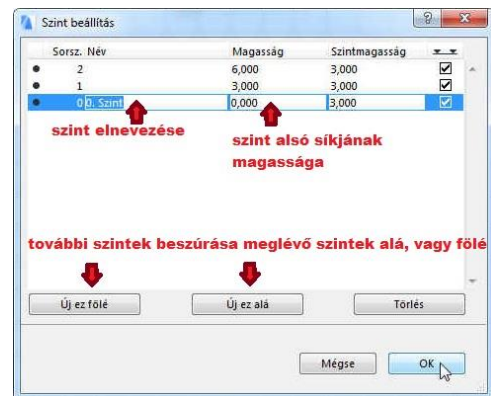 Szint beállítás
Sorsz. Név Magasság Szintmagasság
2 6,000 3,000
1 3,000 3,000
0 0. Szint 0,000 3,000
szint elnevezése
szint alsó síkjának
magassága
további szintek beszúrása meglévő szintek alá, vagy fölé
Új ez fölé Új ez alá Törlés
Mégse OK